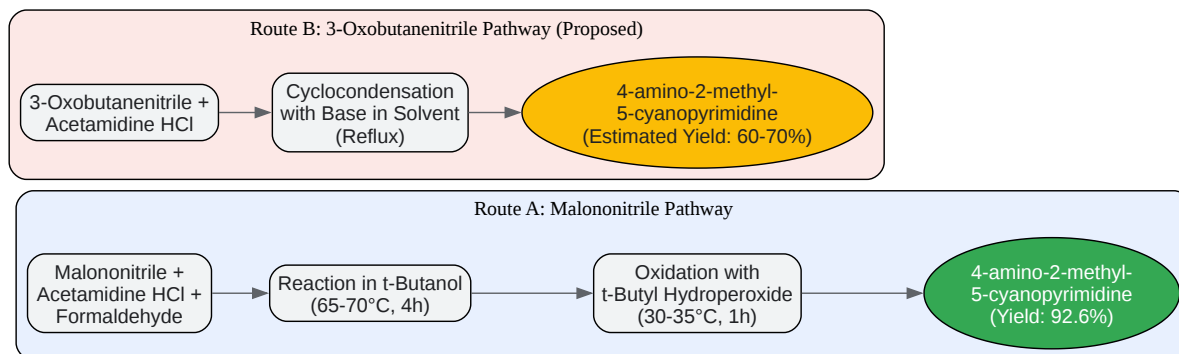 Route B: 3-Oxobutanenitrile Pathway (Proposed)
3-Oxobutanenitrile +
Acetamidine HCl
Cyclocondensation
with Base in Solvent
(Reflux)
4-amino-2-methyl-
5-cyanopyrimidine
(Estimated Yield: 60-70%)
Route A: Malononitrile Pathway
Malononitrile +
Acetamidine HCl +
Formaldehyde
Reaction in t-Butanol
(65-70°C, 4h)
Oxidation with
t-Butyl Hydroperoxide
(30-35°C, 1h)
4-amino-2-methyl-
5-cyanopyrimidine
(Yield: 92.6%)